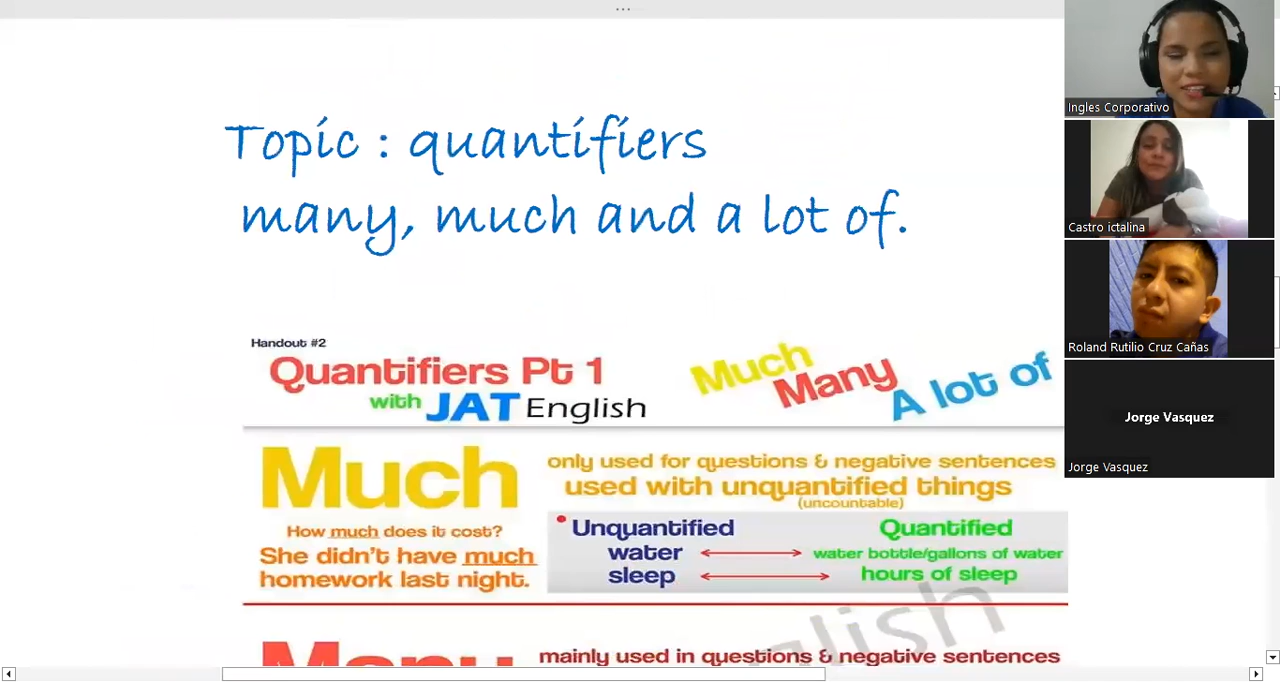 Topic : quantifiers
many, much and a lot of.
Handout #2
Quantifiers Pt 1
with JAT English
Much
Many
A lot of
Much
only used for questions & negative sentences
used with unquantified things
(uncountable)
How much does it cost?
She didn't have much
homework last night.
Unquantified
Quantified
water
water bottle/gallons of water
sleep
hours of sleep
glish
Many
mainly used in questions & negative sentences
Ingles Corporativo
Castro ictalina
Roland Rutilio Cruz Cañas
Jorge Vasquez
Jorge Vasquez